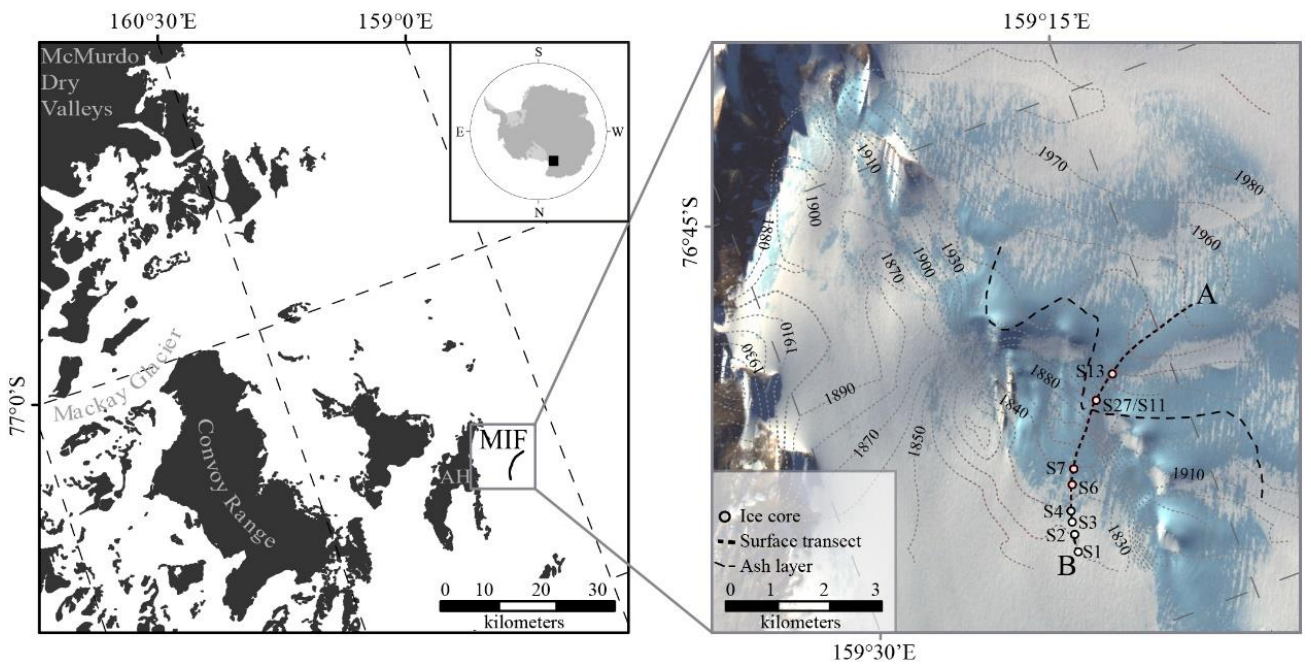 160°30'E
159°0'E
McMurdo
Dry
Valleys
S
E
W
N
77°0'S
Mackay Glacier
Convoy Range
AH
MIF
0 10 20 30
kilometers
159°15'E
76°45'S
1910
1970
1980
1900
1880
1960
1930
1900
1870
A
1910
1930
S13
1880
1890
S27/S11
1840
1870
1850
S7
1910
S6
S4
S3
S2
1830
S1
B
Ice core
Surface transect
Ash layer
0 1 2 3
kilometers
159°30'E